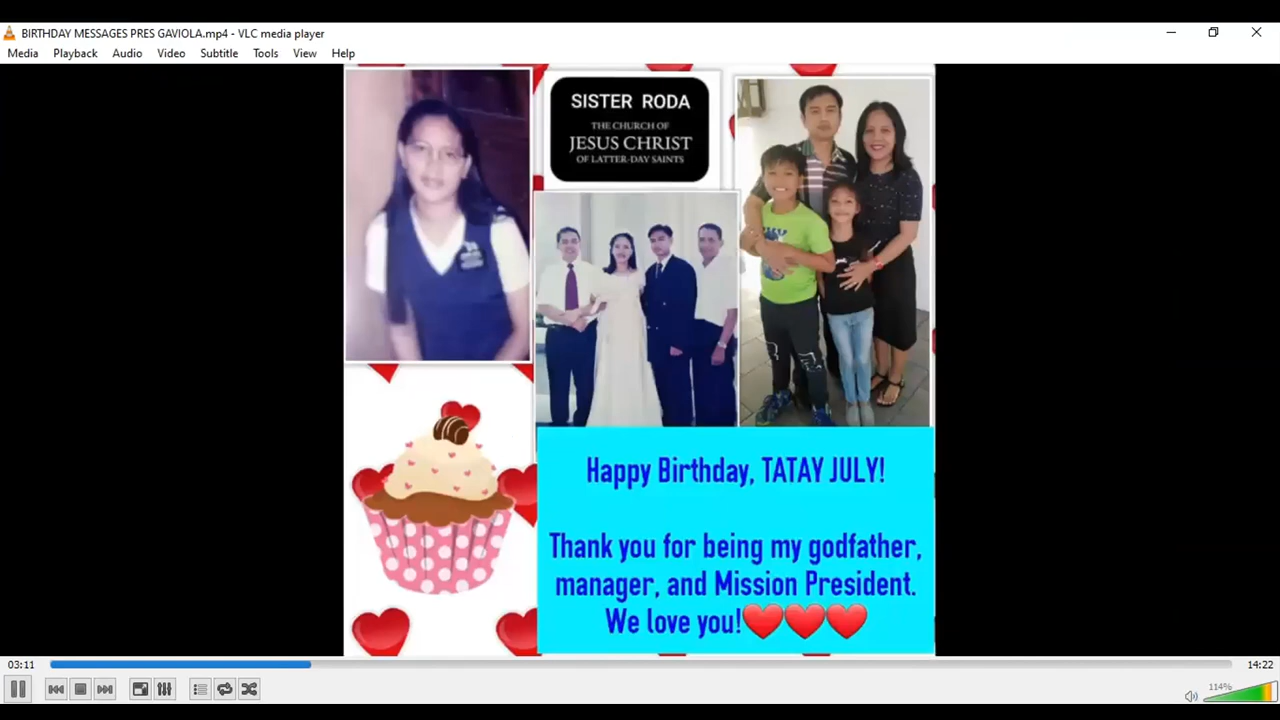 BIRTHDAY MESSAGES PRES GAVIOLA.mp4 - VLC media player
Media Playback Audio Video Subtitle Tools View Help
SISTER RODA
THE CHURCH OF
JESUS CHRIST
OF LATTER-DAY SAINTS
Happy Birthday, TATAY JULY!
Thank you for being my godfather,
manager, and Mission President.
We love you!❤❤❤
03:11
14:22
114%